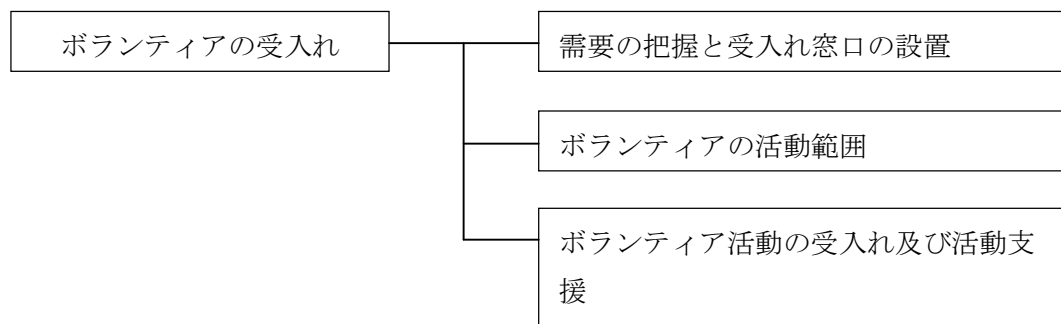 ボランティアの受入れ
需要の把握と受入れ窓口の設置
ボランティアの活動範囲
ボランティア活動の受入れ及び活動支
援